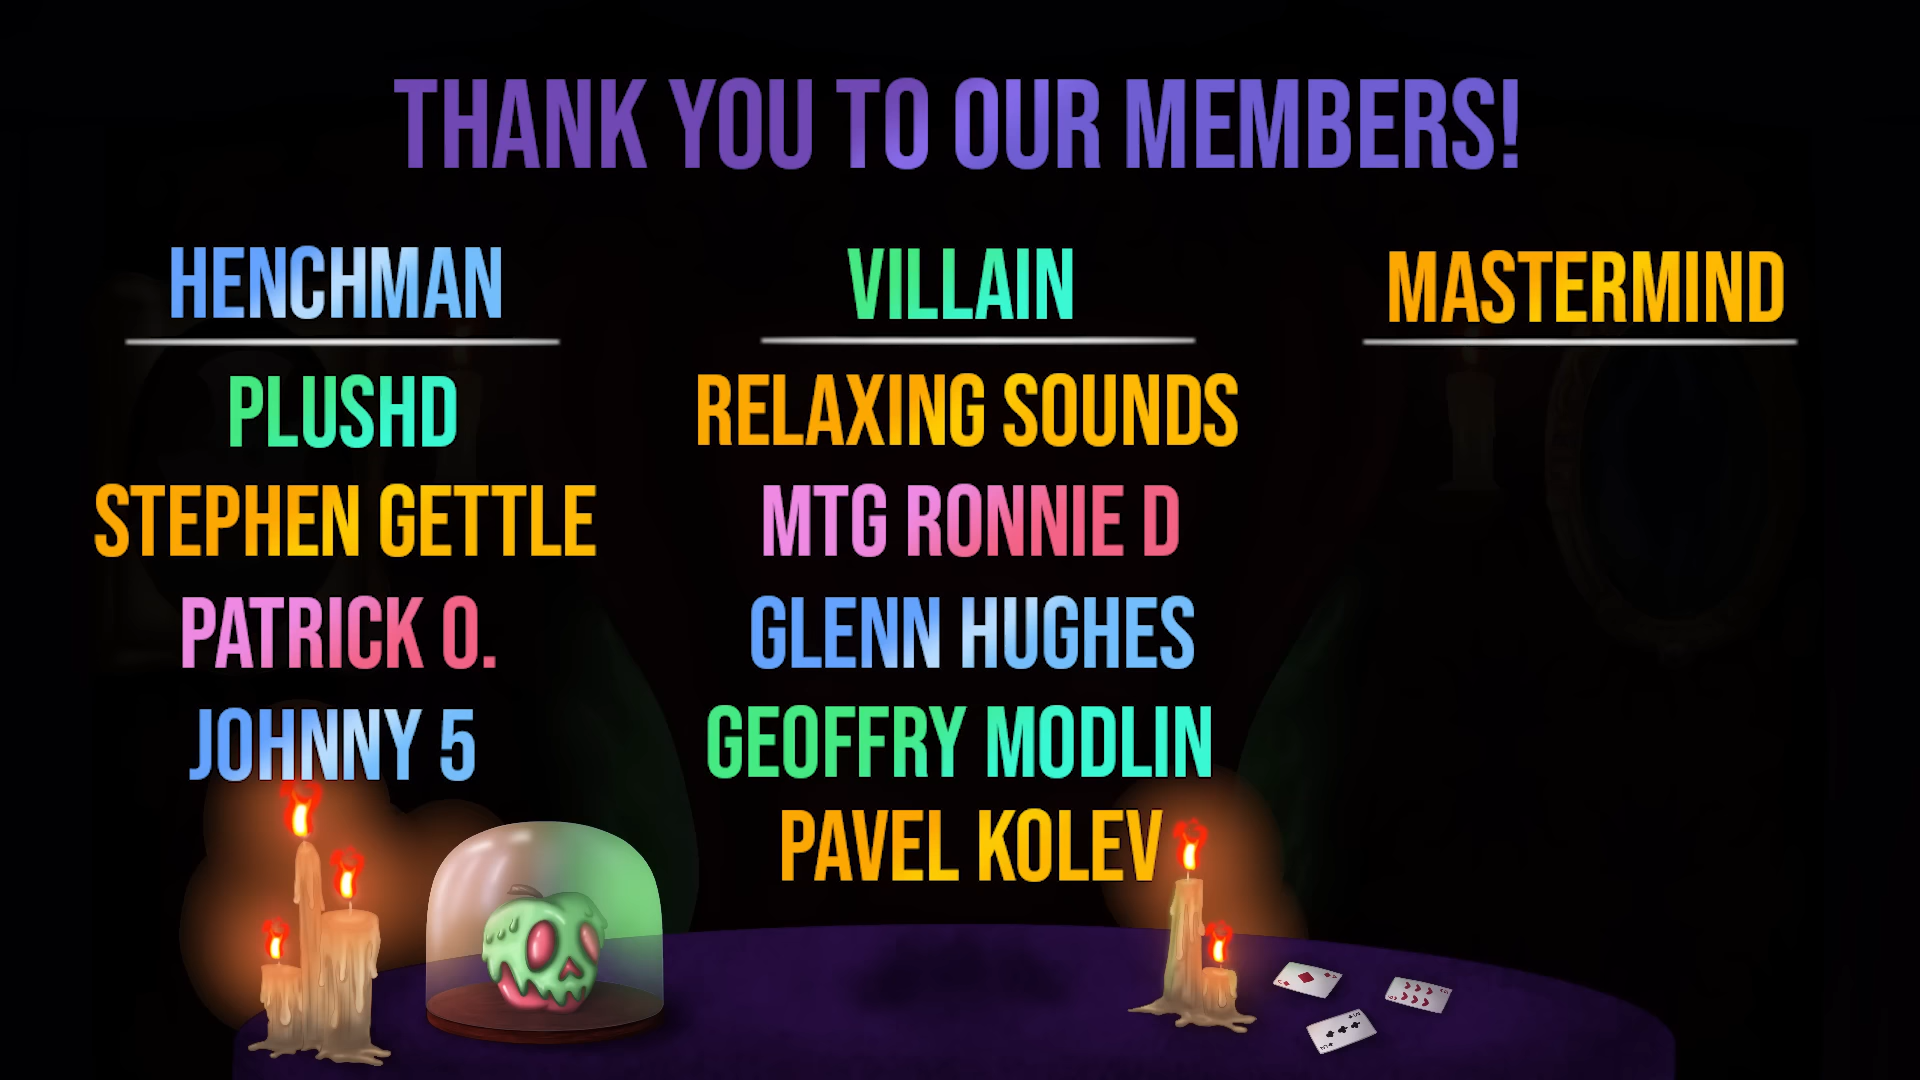 THANK YOU TO OUR MEMBERS!
HENCHMAN
PLUSHD
STEPHEN GETTLE
PATRICK O.
JOHNNY 5
VILLAIN
RELAXING SOUNDS
MTG RONNIE D
GLENN HUGHES
GEOFFRY MODLIN
PAVEL KOLEV
MASTERMIND